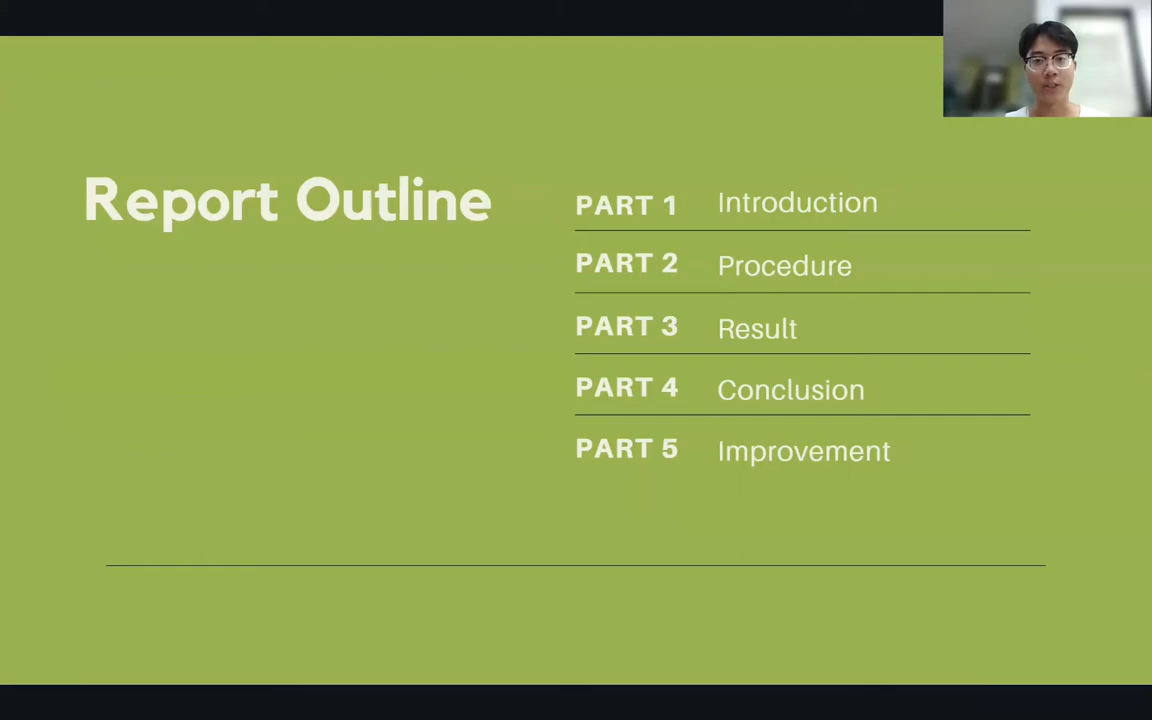 Report Outline
PART 1 Introduction
PART 2 Procedure
PART 3 Result
PART 4 Conclusion
PART 5 Improvement